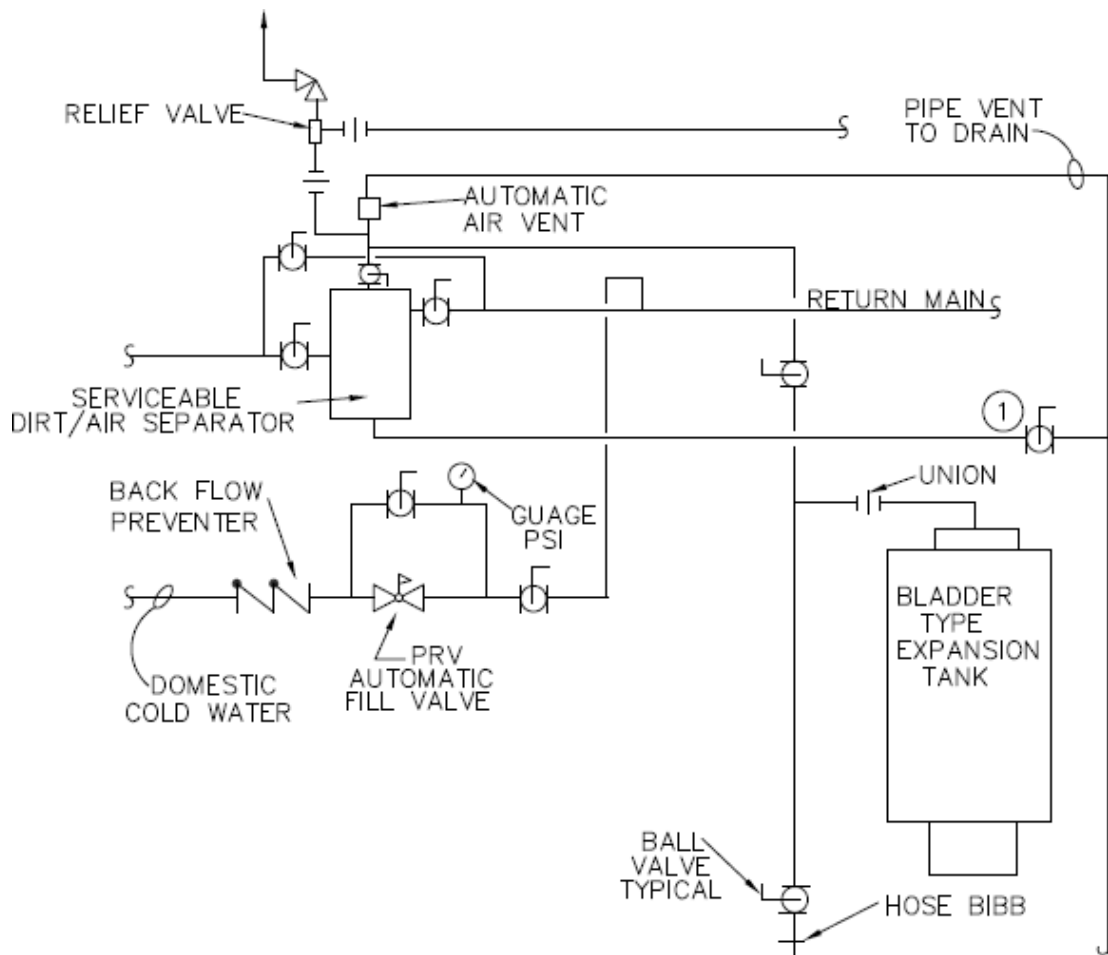 RELIEF VALVE
PIPE VENT
TO DRAIN
AUTOMATIC
AIR VENT
RETURN MAIN
SERVICEABLE
DIRT/AIR SEPARATOR
1
BACK FLOW
PREVENTER
GUAGE
PSI
UNION
BLADDER
TYPE
EXPANSION
TANK
PRV
AUTOMATIC
FILL VALVE
DOMESTIC
COLD WATER
BALL
VALVE
TYPICAL
HOSE BIBB